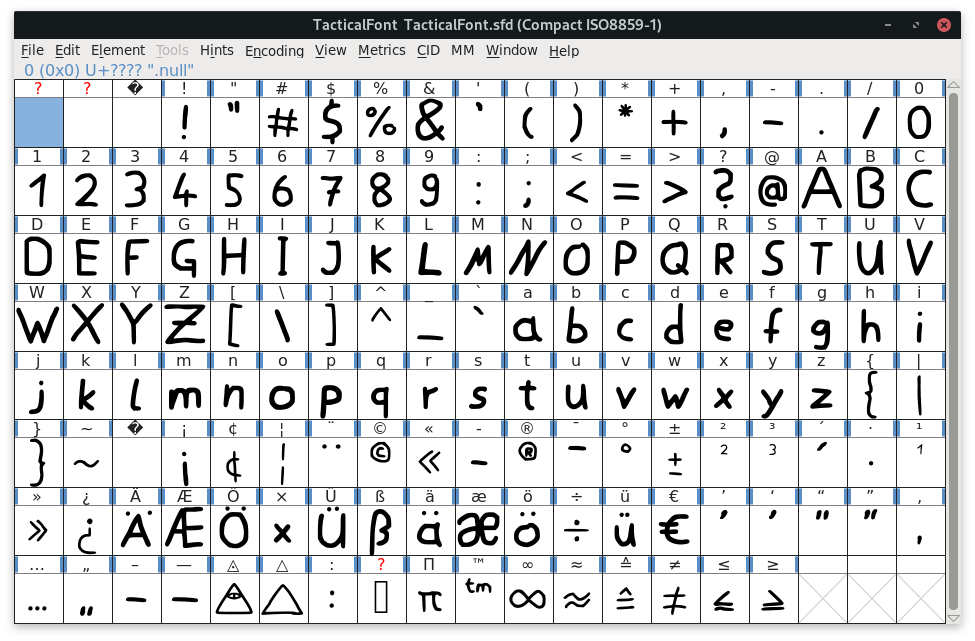 TacticalFont TacticalFont.sfd (Compact ISO8859-1)
File Edit Element Tools Hints Encoding View Metrics CID MM Window Help
0 (0x0) U+???? ".null"
? ? � ! " # $ % & ' ( ) * + , - . / 0
! " # $ % & ' ( ) * + , - . / 0
1 2 3 4 5 6 7 8 9 : ; < = > ? @ A B C
1 2 3 4 5 6 7 8 9 : ; < = > ? @ A B C
D E F G H I J K L M N O P Q R S T U V
D E F G H I J K L M N O P Q R S T U V
W X Y Z [ \ ] ^ _ ` a b c d e f g h i
W X Y Z [ \ ] ^ _ ` a b c d e f g h i
j k l m n o p q r s t u v w x y z { |
j k l m n o p q r s t u v w x y z { |
} ~ � ¡ ¢ ¦ ¨ © « - ® ¯ ° ± ² ³ ´ · ¹
} ~ ¡ ¢ ¦ ¨ © « - ® ¯ ° ± ² ³ ´ · ¹
» ¿ Ä Æ Ö × Ü ß ä æ ö ÷ ü € ’ ‘ “ ” ‚
» ¿ Ä Æ Ö × Ü ß ä æ ö ÷ ü € ’ ’ " " ‚
… „ – — ◬ △ : ? Π ™ ∞ ≈ ≙ ≠ ≤ ≥
… „ – — ◬ △ : ▯ π tm ∞ ≈ ≙ ≠ ≤ ≥